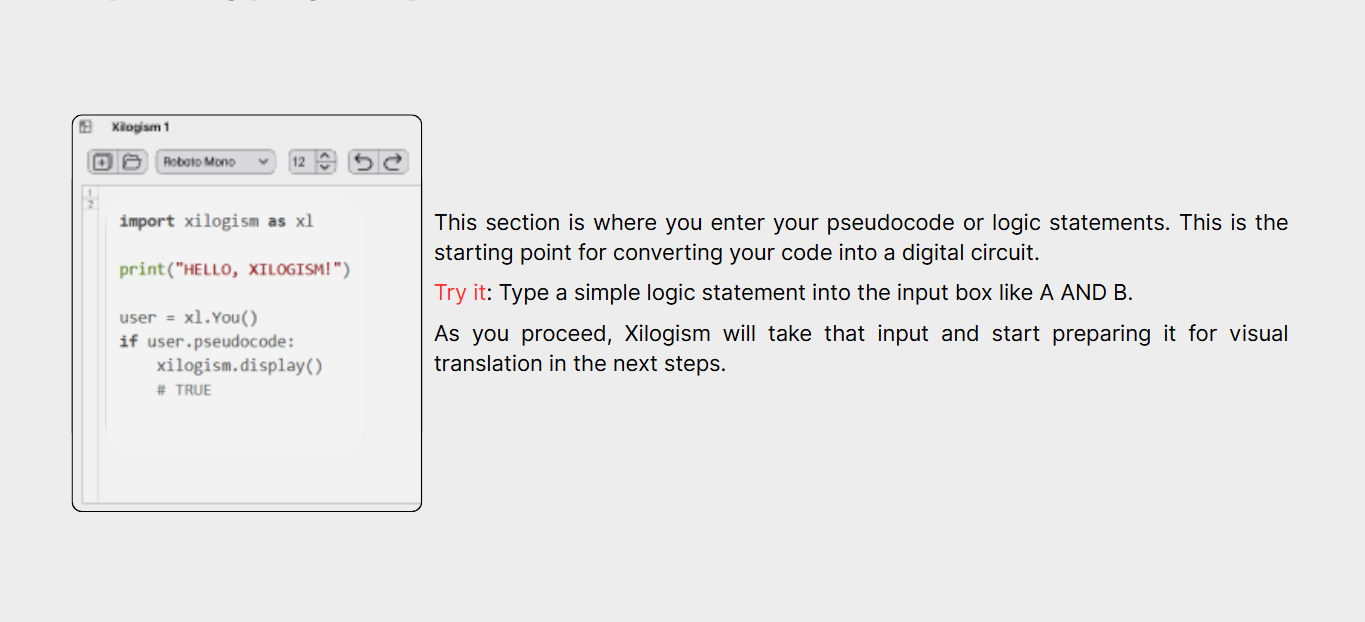 Xilogism 1
Roboto Mono 12
1
2
import xilogism as xl
print("HELLO, XILOGISM!")
user = xl.You()
if user.pseudocode:
xilogism.display()
# TRUE
This section is where you enter your pseudocode or logic statements. This is the
starting point for converting your code into a digital circuit.
Try it: Type a simple logic statement into the input box like A AND B.
As you proceed, Xilogism will take that input and start preparing it for visual
translation in the next steps.